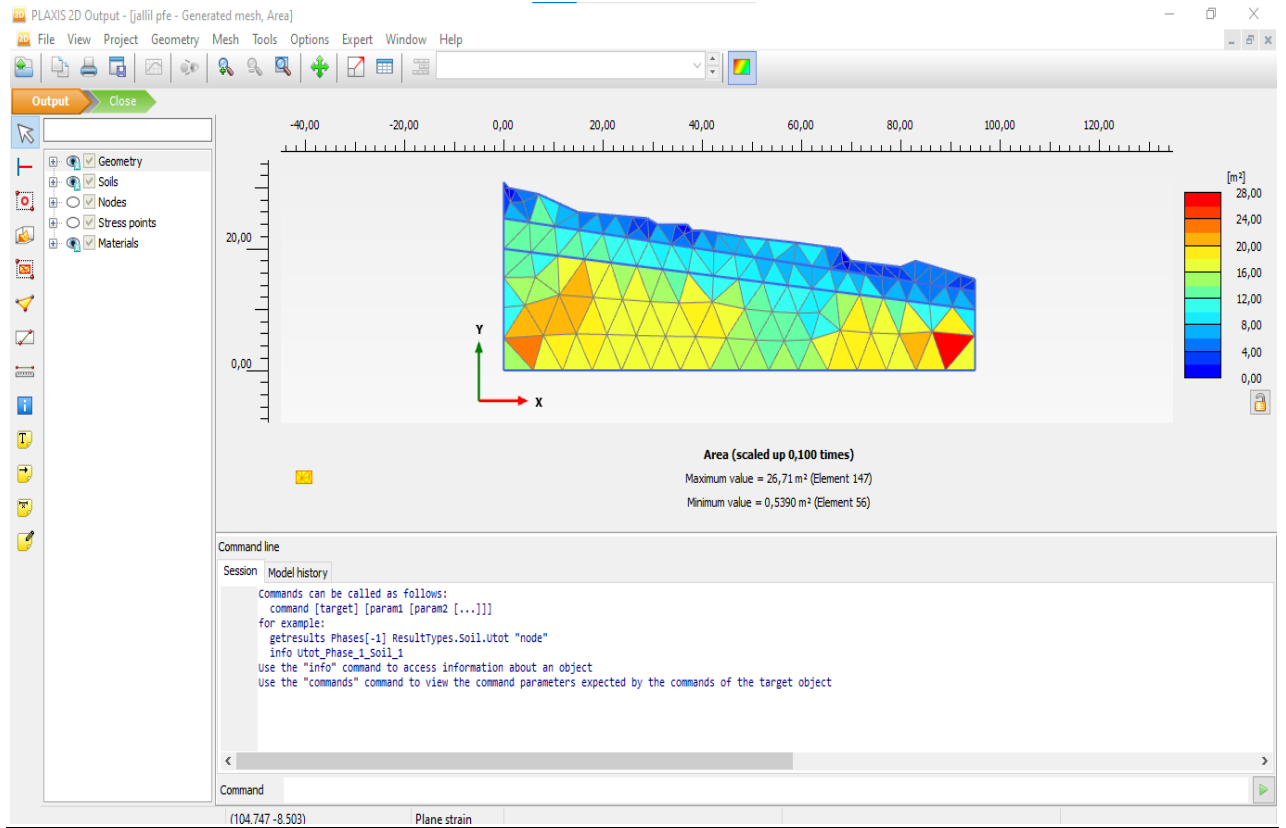 PLAXIS 2D Output - [jallil pfe - Generated mesh, Area]
File View Project Geometry Mesh Tools Options Expert Window Help
Output Close
Geometry
Soils
Nodes
Stress points
Materials
-40,00 -20,00 0,00 20,00 40,00 60,00 80,00 100,00 120,00
20,00
0,00
Y
X
[m²]
28,00
24,00
20,00
16,00
12,00
8,00
4,00
0,00
Area (scaled up 0,100 times)
Maximum value = 26,71 m² (Element 147)
Minimum value = 0,5390 m² (Element 56)
Command line
Session Model history
Commands can be called as follows:
command [target] [param1 [param2 [...]]]
for example:
getresults Phases[-1] ResultTypes.Soil.Utot "node"
info Utot_Phase_1_Soil_1
Use the "info" command to access information about an object
Use the "commands" command to view the command parameters expected by the commands of the target object
Command
(104.747 -8.503) Plane strain